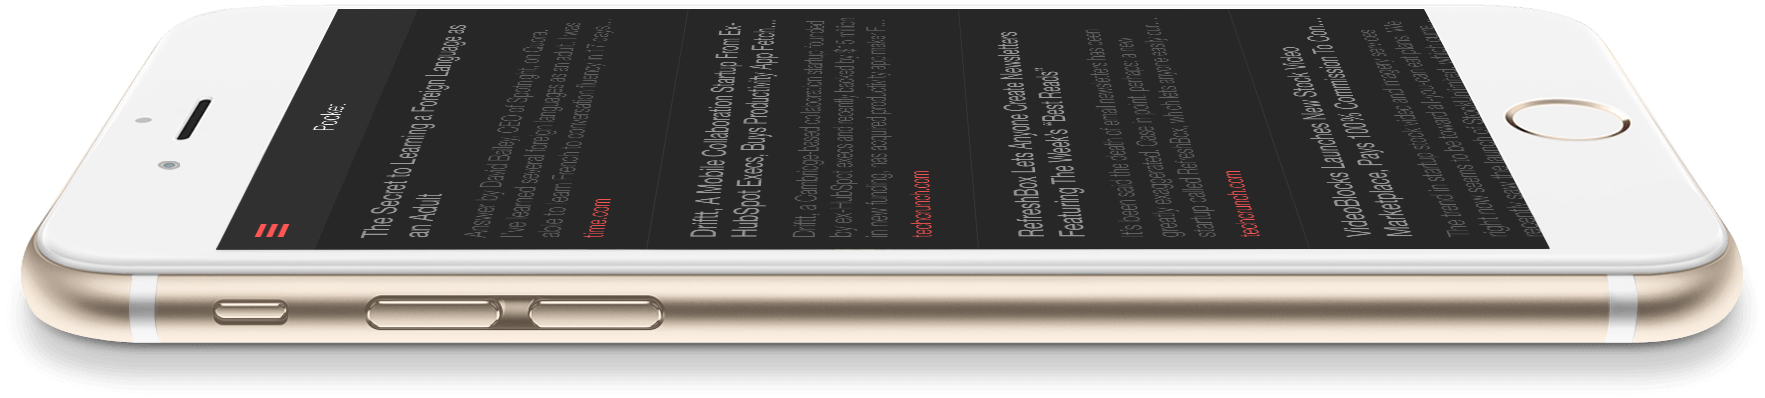 Pocket
The Secret to Learning a Foreign Language as
an Adult
Answer by David Bailey, CEO of Spotnight, on Quora,
I've learned several foreign languages as an adult. I was
able to learn French to conversation fluency in 17 days...
time.com
Driftt, A Mobile Collaboration Startup From Ex-
HubSpot Execs, Buys Productivity App Fetch...
Driftt, a Cambridge-based collaboration startup founded
by ex-HubSpot execs and recently backed by $15 million
in new funding, has acquired productivity app maker F...
techcrunch.com
RefreshBox Lets Anyone Create Newsletters
Featuring The Week's “Best Reads”
It's been said the death of email newsletters has been
greatly exaggerated. Case in point, perhaps: a new
startup called RefreshBox, which lets anyone easily cur...
techcrunch.com
VideoBlocks Launches New Stock Video
Marketplace, Pays 100% Commission To Con...
The trend in startup stock video and imagery services
right now seems to be toward all-you-can-eat plans. We
recently saw the launch of Stockunlimited, which